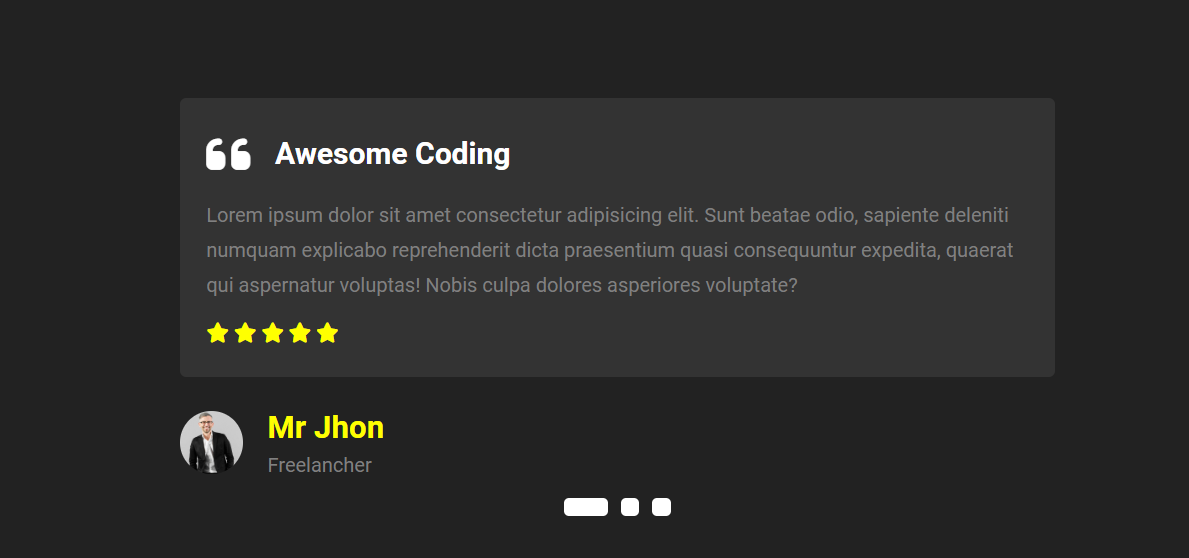 Awesome Coding
Lorem ipsum dolor sit amet consectetur adipisicing elit. Sunt beatae odio, sapiente deleniti
numquam explicabo reprehenderit dicta praesentium quasi consequuntur expedita, quaerat
qui aspernatur voluptas! Nobis culpa dolores asperiores voluptate?
Mr Jhon
Freelancher